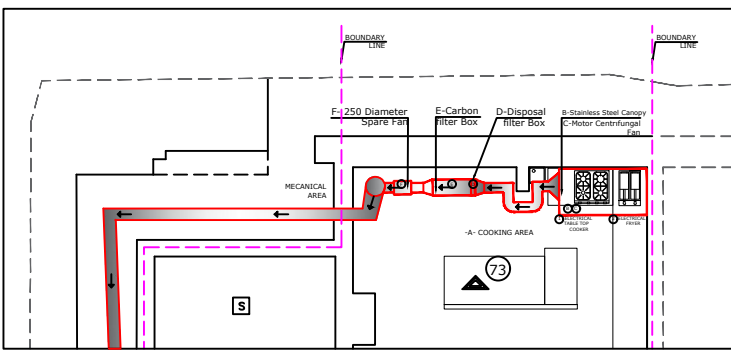 BOUNDARY
LINE
BOUNDARY
LINE
F- 250 Diameter
Spare Fan
E-Carbon
filter Box
D-Disposal
filter Box
B-Stainless Steel Canopy
C-Motor Centrifungal
Fan
MECANICAL
AREA
-A- COOKING AREA
ELECTRICAL
TABLE TOP
COOKER
ELECTRICAL
FRYER
73
S